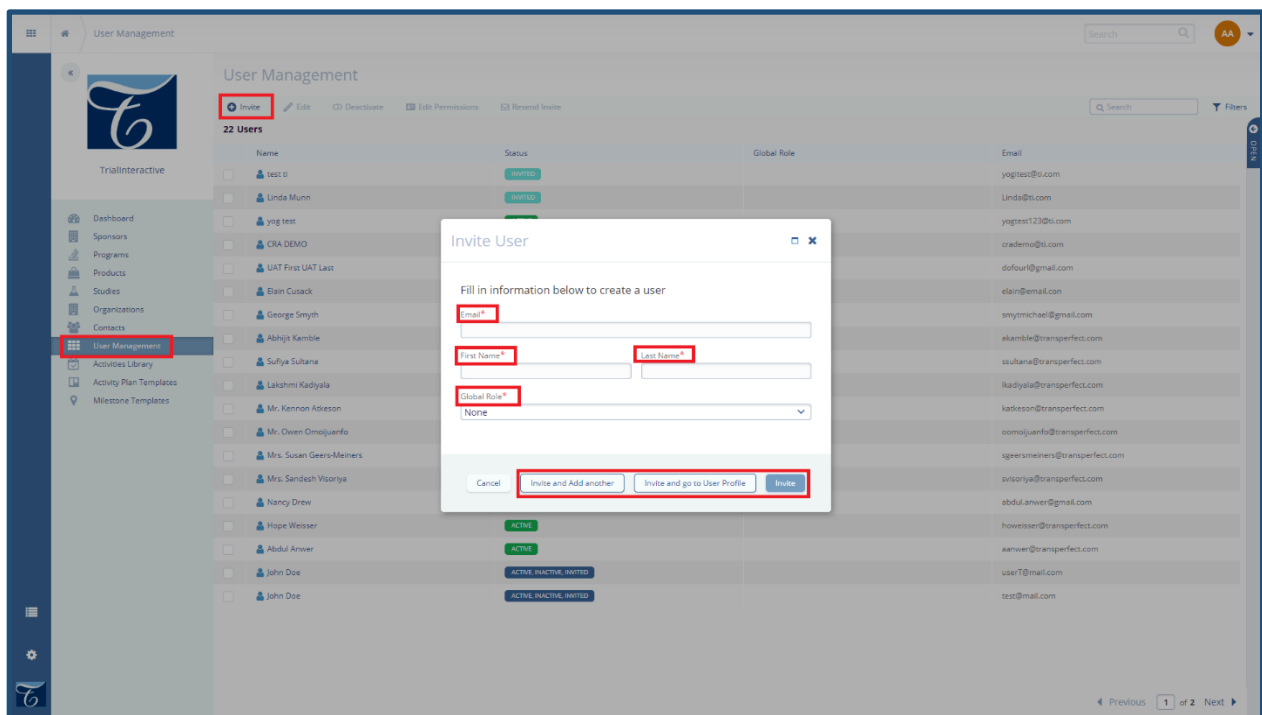 User Management
Search
AA
User Management
Invite Edit Deactivate Edit Permissions Resend Invite
Search
Filters
22 Users
OPEN
TrialInteractive
Name Status Global Role Email
test ti INVITED yogitest@ti.com
Linda Munn INVITED Linda@ti.com
yog test yogtest123@ti.com
CRA DEMO crademo@ti.com
UAT First UAT Last dofourl@gmail.com
Elain Cusack elain@email.con
George Smyth smytmichael@gmail.com
Abhijit Kamble akamble@transperfect.com
Sufiya Sultana ssultana@transperfect.com
Lakshmi Kadiyala lkadiyala@transperfect.com
Mr. Kennon Atkeson katkeson@transperfect.com
Mr. Owen Omoijuanfo oomoijuanfo@transperfect.com
Mrs. Susan Geers-Meiners sgeersmeiners@transperfect.com
Mrs. Sandesh Visoriya svisoriya@transperfect.com
Nancy Drew abdul.anwer@gmail.com
Hope Weisser ACTIVE howeisser@transperfect.com
Abdul Anwer ACTIVE aanwer@transperfect.com
John Doe ACTIVE, INACTIVE, INVITED userT@mail.com
John Doe ACTIVE, INACTIVE, INVITED test@mail.com
Dashboard
Sponsors
Programs
Products
Studies
Organizations
Contacts
User Management
Activities Library
Activity Plan Templates
Milestone Templates
Invite User
Fill in information below to create a user
Email*
First Name* Last Name*
Global Role*
None
Cancel Invite and Add another Invite and go to User Profile Invite
Previous 1 of 2 Next